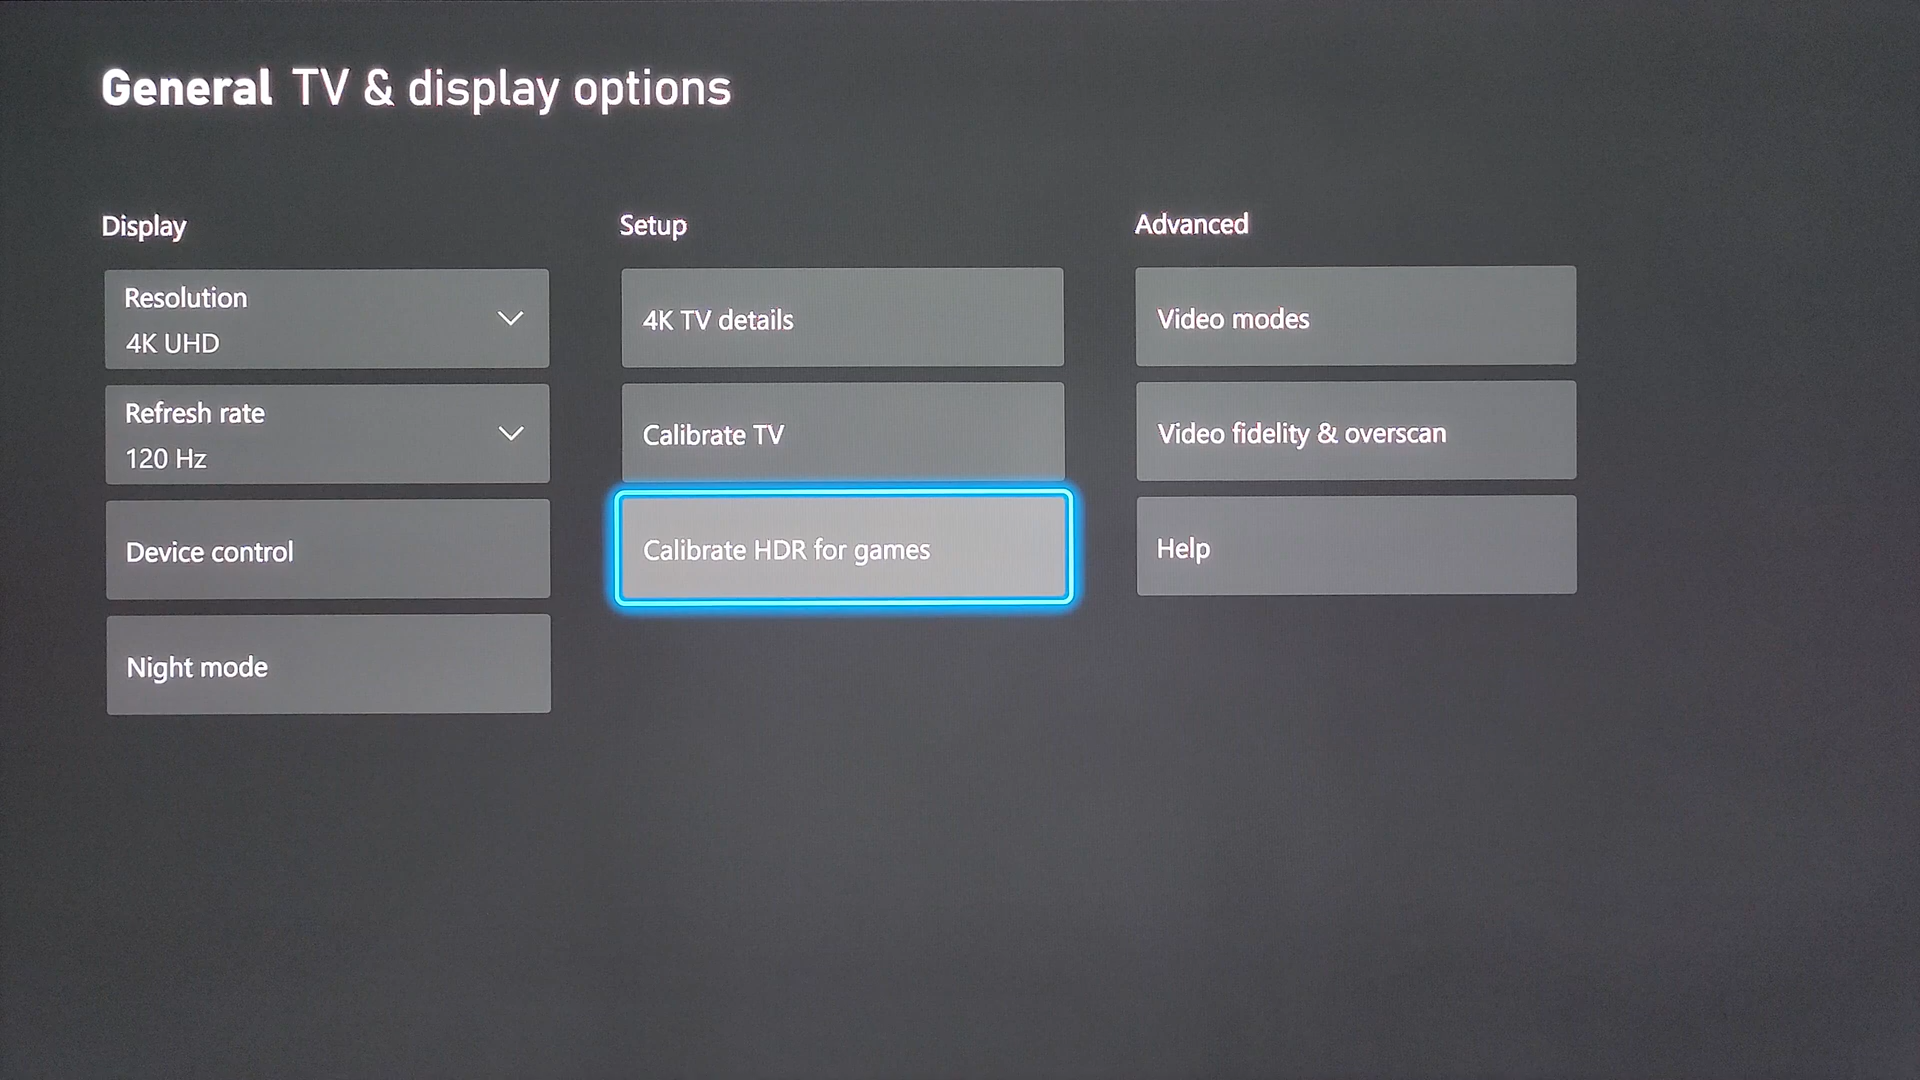 General TV & display options
Display
Resolution
4K UHD
Refresh rate
120 Hz
Device control
Night mode
Setup
4K TV details
Calibrate TV
Calibrate HDR for games
Advanced
Video modes
Video fidelity & overscan
Help